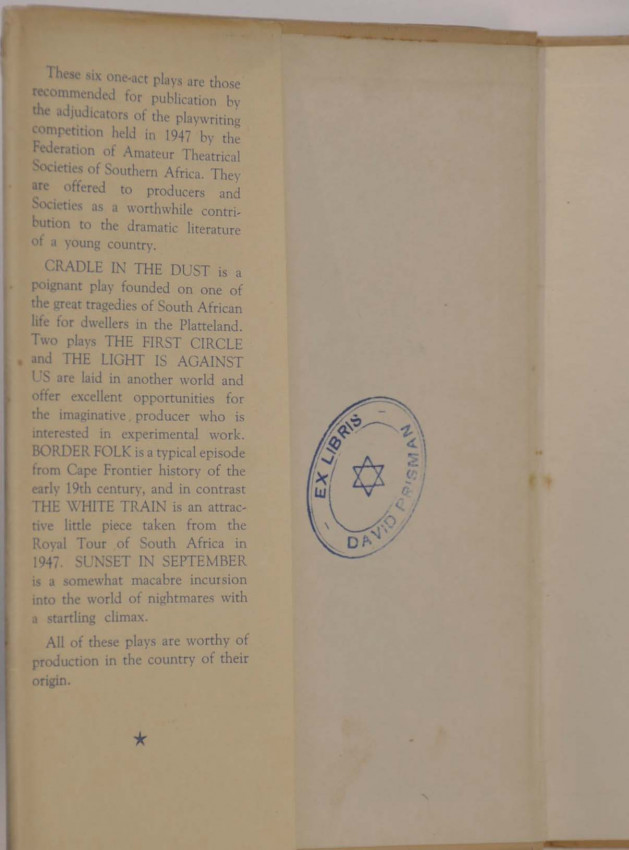 These six one-act plays are those
recommended for publication by
the adjudicators of the playwriting
competition held in 1947 by the
Federation of Amateur Theatrical
Societies of Southern Africa. They
are offered to producers and
Societies as a worthwhile contri-
bution to the dramatic literature
of a young country.
CRADLE IN THE DUST is a
poignant play founded on one of
the great tragedies of South African
life for dwellers in the Platteland.
Two plays THE FIRST CIRCLE
and THE LIGHT IS AGAINST
US are laid in another world and
offer excellent opportunities for
the imaginative producer who is
interested in experimental work.
BORDER FOLK is a typical episode
from Cape Frontier history of the
early 19th century, and in contrast
THE WHITE TRAIN is an attrac-
tive little piece taken from the
Royal Tour of South Africa in
1947. SUNSET IN SEPTEMBER
is a somewhat macabre incursion
into the world of nightmares with
a startling climax.
All of these plays are worthy of
production in the country of their
origin.
- EX LIBRIS -
DAVID PRISMAN